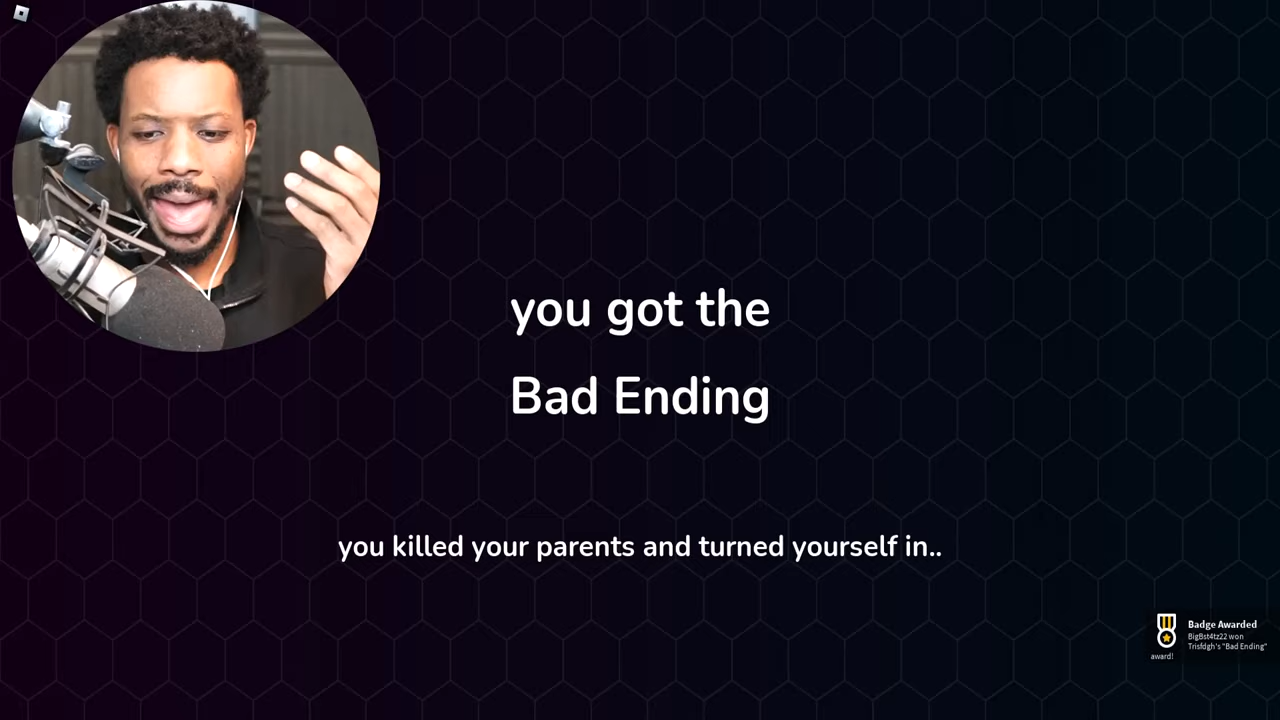 you got the
Bad Ending
you killed your parents and turned yourself in..
Badge Awarded
BigBst4tz22 won
Trisfdgh's "Bad Ending"
award!